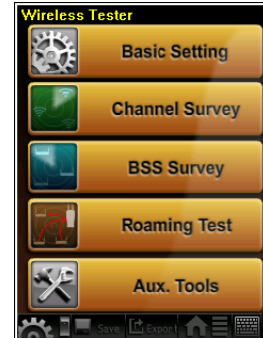 Wireless Tester
Basic Setting
Channel Survey
BSS Survey
Roaming Test
Aux. Tools
Save Export